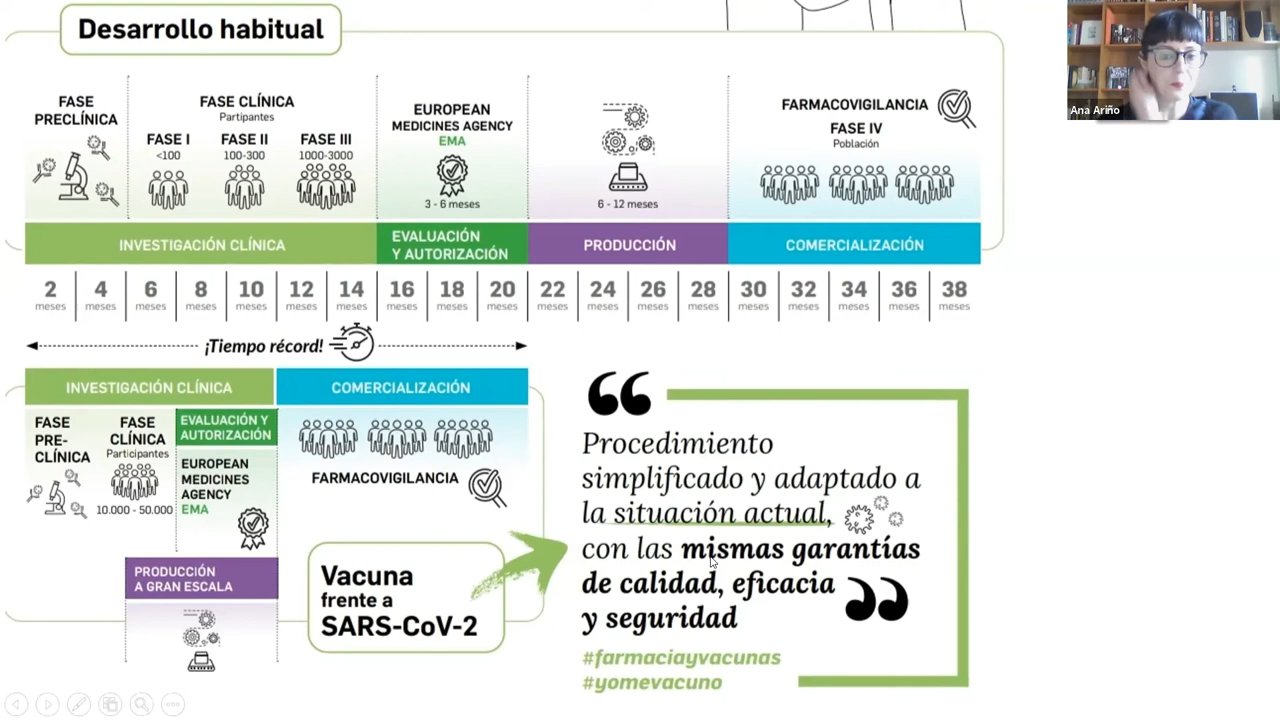 Desarrollo habitual
Ana Ariño
FASE
PRECLÍNICA
FASE CLÍNICA
Partipantes
FASE I
<100
FASE II
100-300
FASE III
1000-3000
EUROPEAN
MEDICINES AGENCY
EMA
3 - 6 meses
6 - 12 meses
FARMACOVIGILANCIA
FASE IV
Población
INVESTIGACIÓN CLÍNICA
EVALUACIÓN
Y AUTORIZACIÓN
PRODUCCIÓN
COMERCIALIZACIÓN
2 4 6 8 10 12 14 16 18 20 22 24 26 28 30 32 34 36 38
meses meses meses meses meses meses meses meses meses meses meses meses meses meses meses meses meses meses meses
¡Tiempo récord!
INVESTIGACIÓN CLÍNICA
COMERCIALIZACIÓN
FASE
PRE-
CLÍNICA
FASE
CLÍNICA
Participantes
10.000 - 50.000
EVALUACIÓN Y
AUTORIZACIÓN
EUROPEAN
MEDICINES
AGENCY
EMA
FARMACOVIGILANCIA
PRODUCCIÓN
A GRAN ESCALA
Vacuna
frente a
SARS-CoV-2
“
Procedimiento
simplificado y adaptado a
la situación actual,
con las mismas garantías
de calidad, eficacia
y seguridad
”
#farmaciayvacunas
#yomevacuno